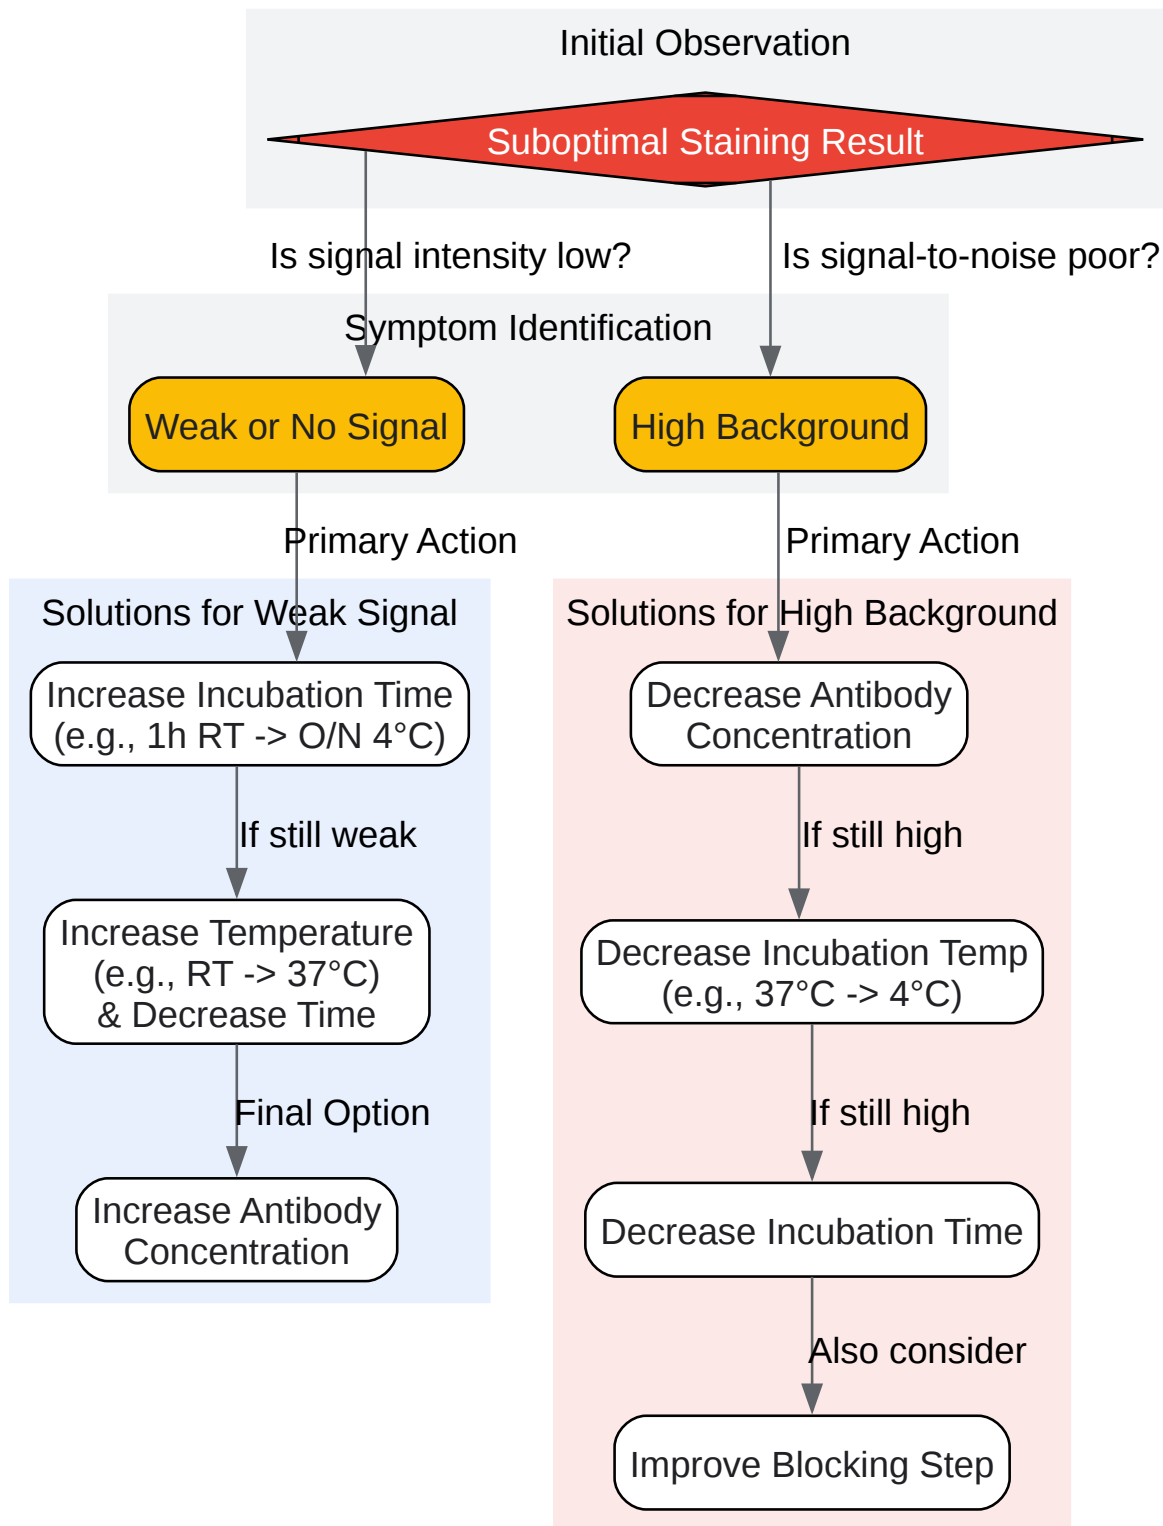 Initial Observation
Suboptimal Staining Result
Is signal intensity low?
Is signal-to-noise poor?
Symptom Identification
Weak or No Signal
High Background
Primary Action
Primary Action
Solutions for Weak Signal
Increase Incubation Time
(e.g., 1h RT -> O/N 4°C)
If still weak
Increase Temperature
(e.g., RT -> 37°C)
& Decrease Time
Final Option
Increase Antibody
Concentration
Solutions for High Background
Decrease Antibody
Concentration
If still high
Decrease Incubation Temp
(e.g., 37°C -> 4°C)
If still high
Decrease Incubation Time
Also consider
Improve Blocking Step